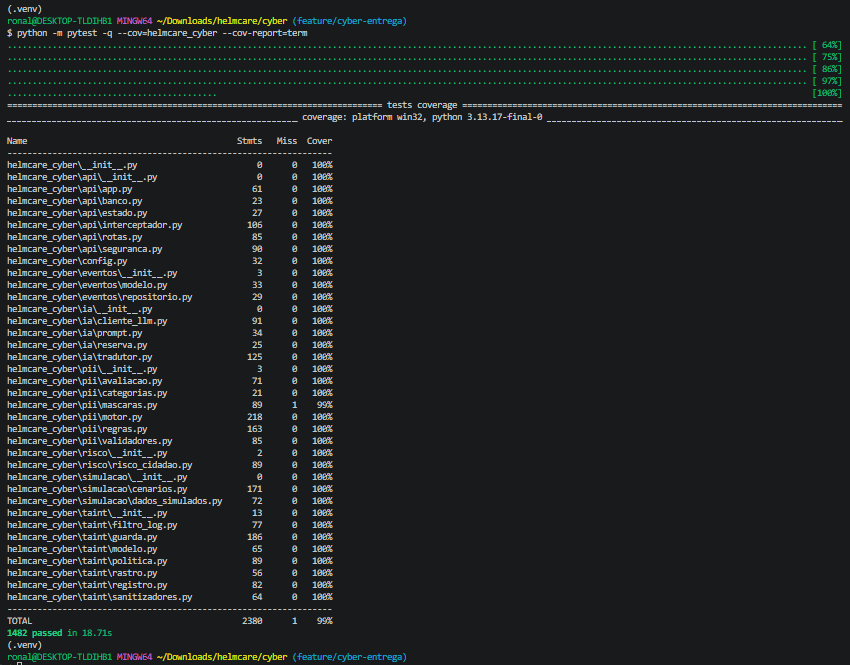 (.venv)
ronal@DESKTOP-TLDIHB1 MINGW64 ~/Downloads/helmcare/cyber (feature/cyber-entrega)
$ python -m pytest -q --cov=helmcare_cyber --cov-report=term
................................................................................................................................................................ [ 64%]
................................................................................................................................................................ [ 75%]
................................................................................................................................................................ [ 86%]
................................................................................................................................................................ [ 97%]
.......................................... [100%]
=========================================================================== tests coverage ============================================================================
__________________________________________________________ coverage: platform win32, python 3.13.17-final-0 ___________________________________________________________
Name Stmts Miss Cover
-----------------------------------------------------------------
helmcare_cyber\__init__.py 0 0 100%
helmcare_cyber\api\__init__.py 0 0 100%
helmcare_cyber\api\app.py 61 0 100%
helmcare_cyber\api\banco.py 23 0 100%
helmcare_cyber\api\estado.py 27 0 100%
helmcare_cyber\api\interceptador.py 106 0 100%
helmcare_cyber\api\rotas.py 85 0 100%
helmcare_cyber\api\seguranca.py 90 0 100%
helmcare_cyber\config.py 32 0 100%
helmcare_cyber\eventos\__init__.py 3 0 100%
helmcare_cyber\eventos\modelo.py 33 0 100%
helmcare_cyber\eventos\repositorio.py 29 0 100%
helmcare_cyber\ia\__init__.py 0 0 100%
helmcare_cyber\ia\cliente_llm.py 91 0 100%
helmcare_cyber\ia\prompt.py 34 0 100%
helmcare_cyber\ia\reserva.py 25 0 100%
helmcare_cyber\ia\tradutor.py 125 0 100%
helmcare_cyber\pii\__init__.py 3 0 100%
helmcare_cyber\pii\avaliacao.py 71 0 100%
helmcare_cyber\pii\categorias.py 21 0 100%
helmcare_cyber\pii\mascaras.py 89 1 99%
helmcare_cyber\pii\motor.py 218 0 100%
helmcare_cyber\pii\regras.py 163 0 100%
helmcare_cyber\pii\validadores.py 85 0 100%
helmcare_cyber\risco\__init__.py 2 0 100%
helmcare_cyber\risco\risco_cidadao.py 89 0 100%
helmcare_cyber\simulacao\__init__.py 0 0 100%
helmcare_cyber\simulacao\cenarios.py 171 0 100%
helmcare_cyber\simulacao\dados_simulados.py 72 0 100%
helmcare_cyber\taint\__init__.py 13 0 100%
helmcare_cyber\taint\filtro_log.py 77 0 100%
helmcare_cyber\taint\guarda.py 186 0 100%
helmcare_cyber\taint\modelo.py 65 0 100%
helmcare_cyber\taint\politica.py 89 0 100%
helmcare_cyber\taint\rastro.py 56 0 100%
helmcare_cyber\taint\registro.py 82 0 100%
helmcare_cyber\taint\sanitizadores.py 64 0 100%
-----------------------------------------------------------------
TOTAL 2380 1 99%
1482 passed in 18.71s
(.venv)
ronal@DESKTOP-TLDIHB1 MINGW64 ~/Downloads/helmcare/cyber (feature/cyber-entrega)